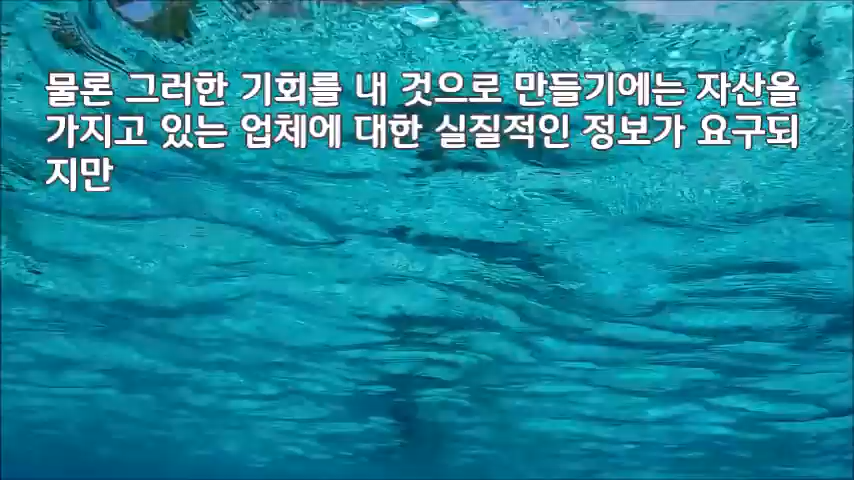 물론 그러한 기회를 내 것으로 만들기에는 자산을
가지고 있는 업체에 대한 실질적인 정보가 요구되
지만